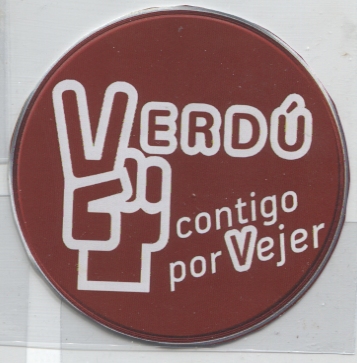 VERDÚ
contigo
por Vejer